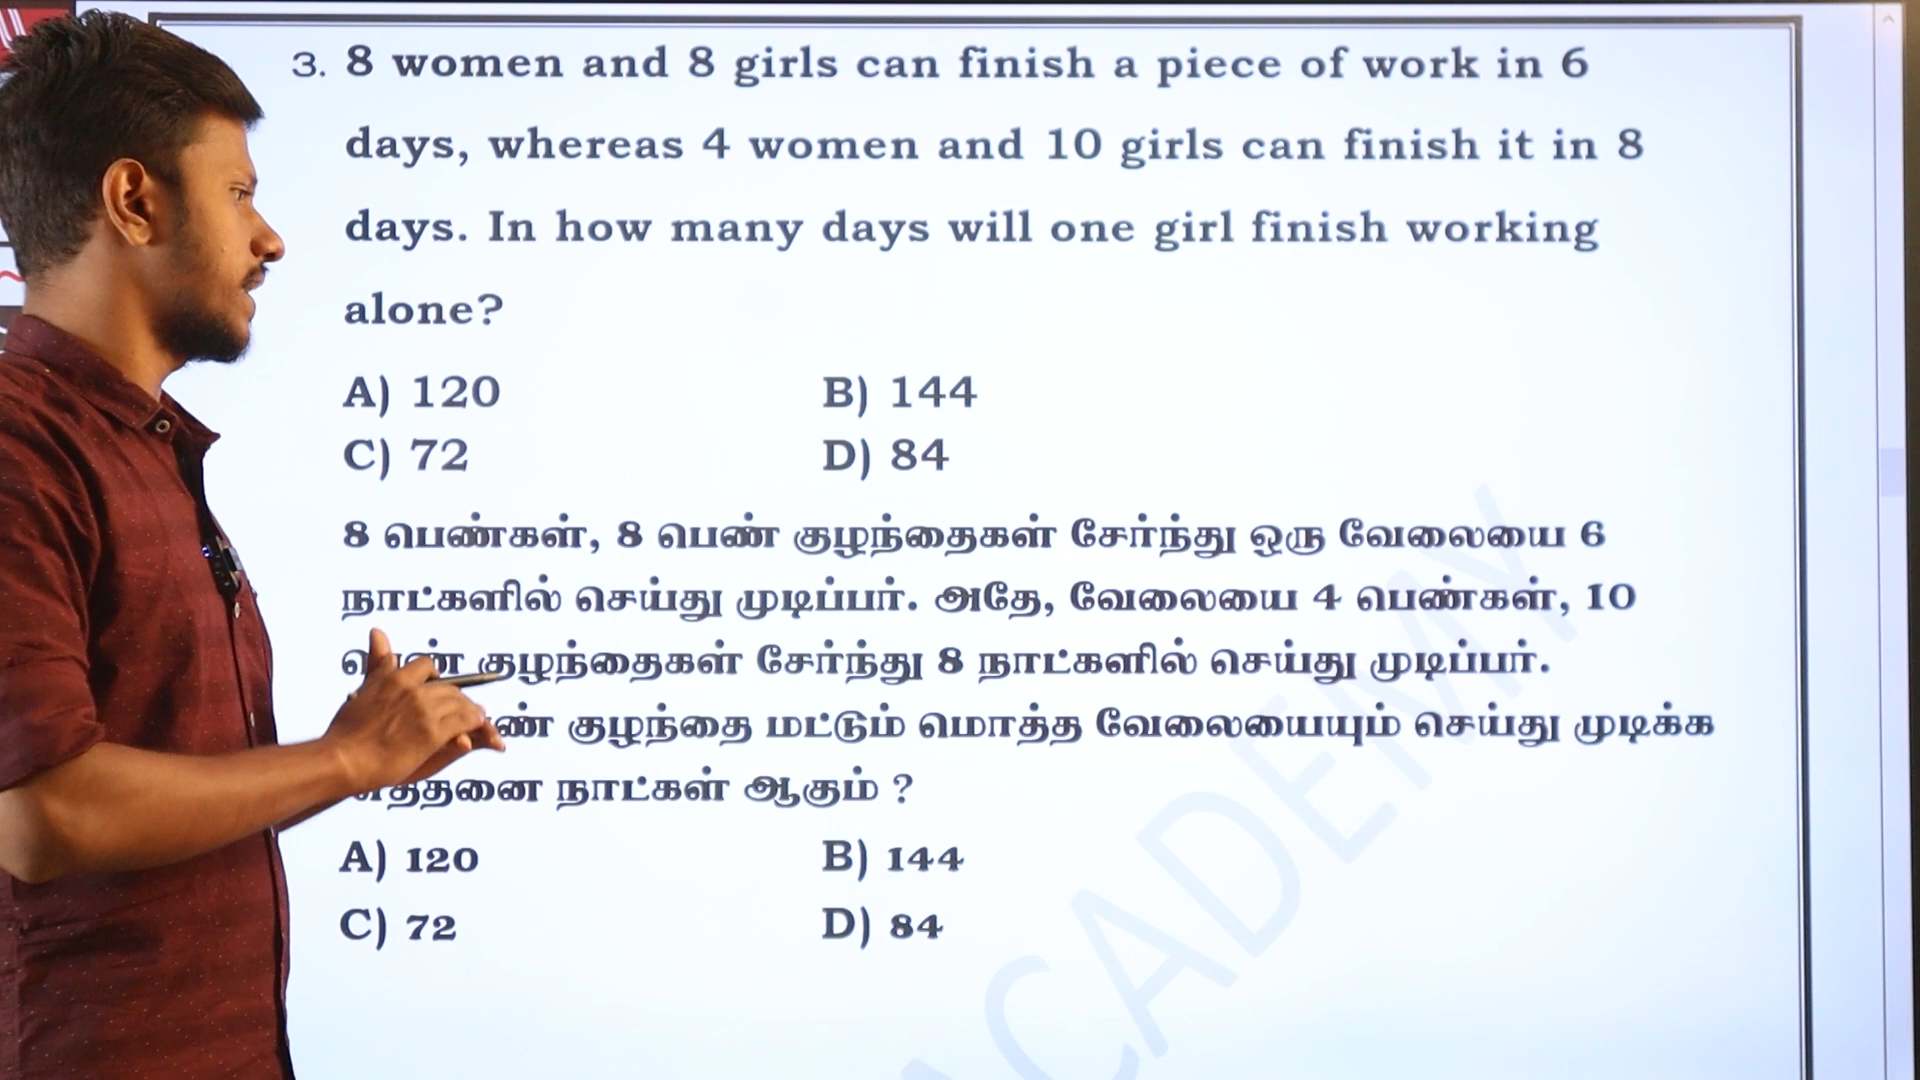 3. 8 women and 8 girls can finish a piece of work in 6
days, whereas 4 women and 10 girls can finish it in 8
days. In how many days will one girl finish working
alone?
A) 120 B) 144
C) 72 D) 84
8 பெண்கள், 8 பெண் குழந்தைகள் சேர்ந்து ஒரு வேலையை 6
நாட்களில் செய்து முடிப்பர். அதே, வேலையை 4 பெண்கள், 10
குழந்தைகள் சேர்ந்து 8 நாட்களில் செய்து முடிப்பர்.
குழந்தை மட்டும் மொத்த வேலையையும் செய்து முடிக்க
எத்தனை நாட்கள் ஆகும் ?
A) 120 B) 144
C) 72 D) 84
ACADEMY